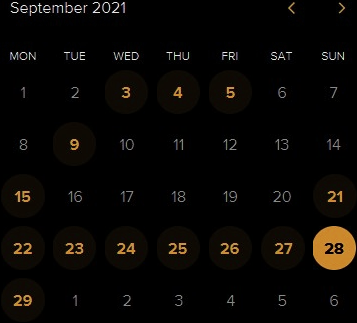 September 2021
MON TUE WED THU FRI SAT SUN
1 2 3 4 5 6 7
8 9 10 11 12 13 14
15 16 17 18 19 20 21
22 23 24 25 26 27 28
29 1 2 3 4 5 6